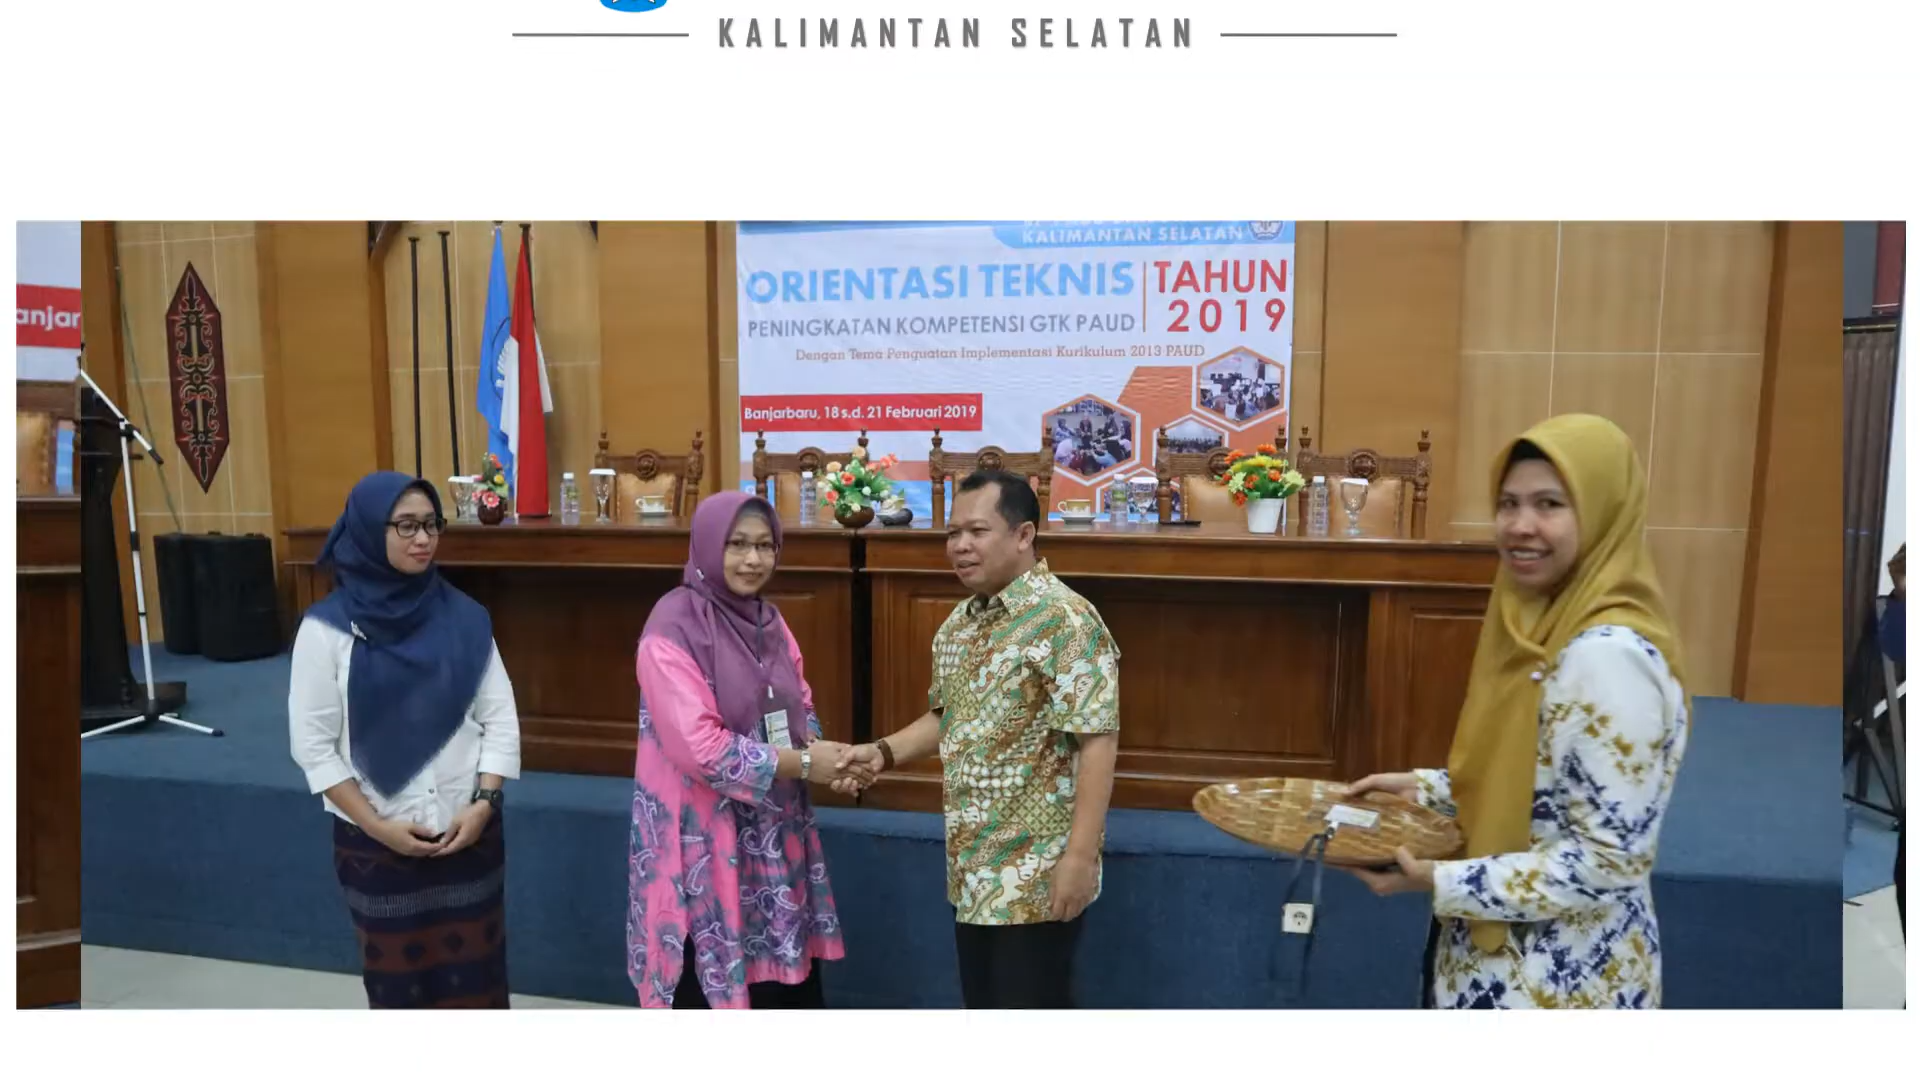 KALIMANTAN SELATAN
KALIMANTAN SELATAN
ORIENTASI TEKNIS
PENINGKATAN KOMPETENSI GTK PAUD
TAHUN
2019
Dengan Tema Penguatan Implementasi Kurikulum 2013 PAUD
Banjarbaru, 18 s.d. 21 Februari 2019
anjar